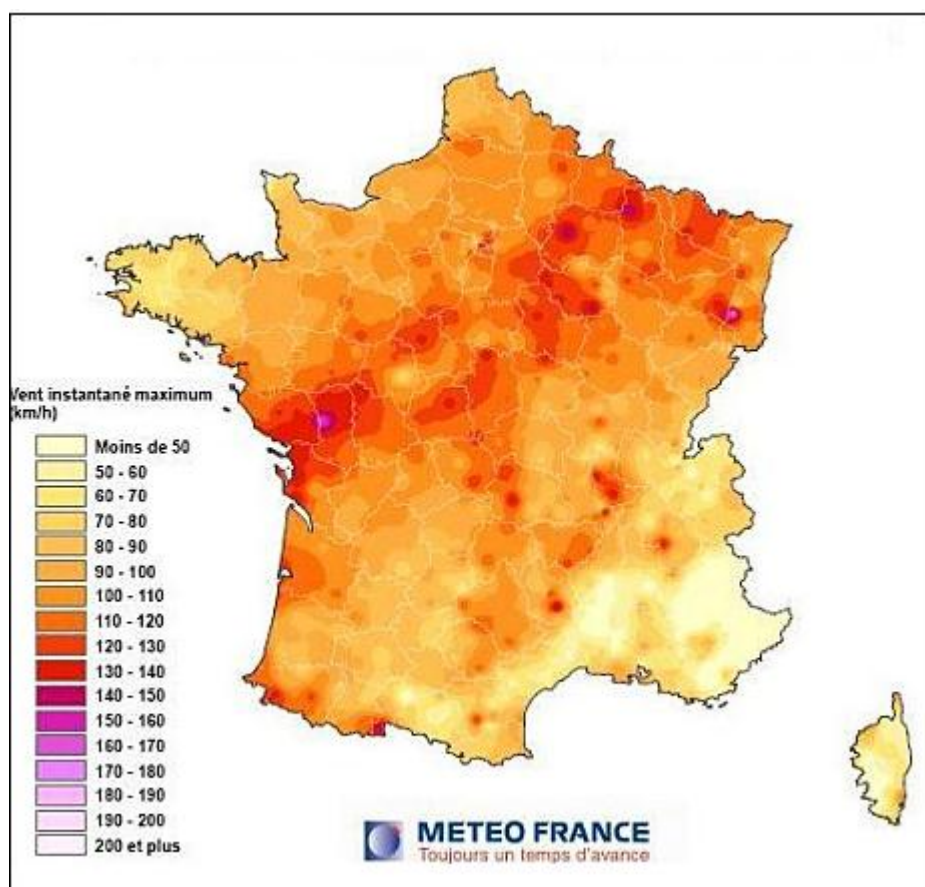 Vent instantané maximum
(km/h)
Moins de 50
50 - 60
60 - 70
70 - 80
80 - 90
90 - 100
100 - 110
110 - 120
120 - 130
130 - 140
140 - 150
150 - 160
160 - 170
170 - 180
180 - 190
190 - 200
200 et plus
METEO FRANCE
Toujours un temps d'avance